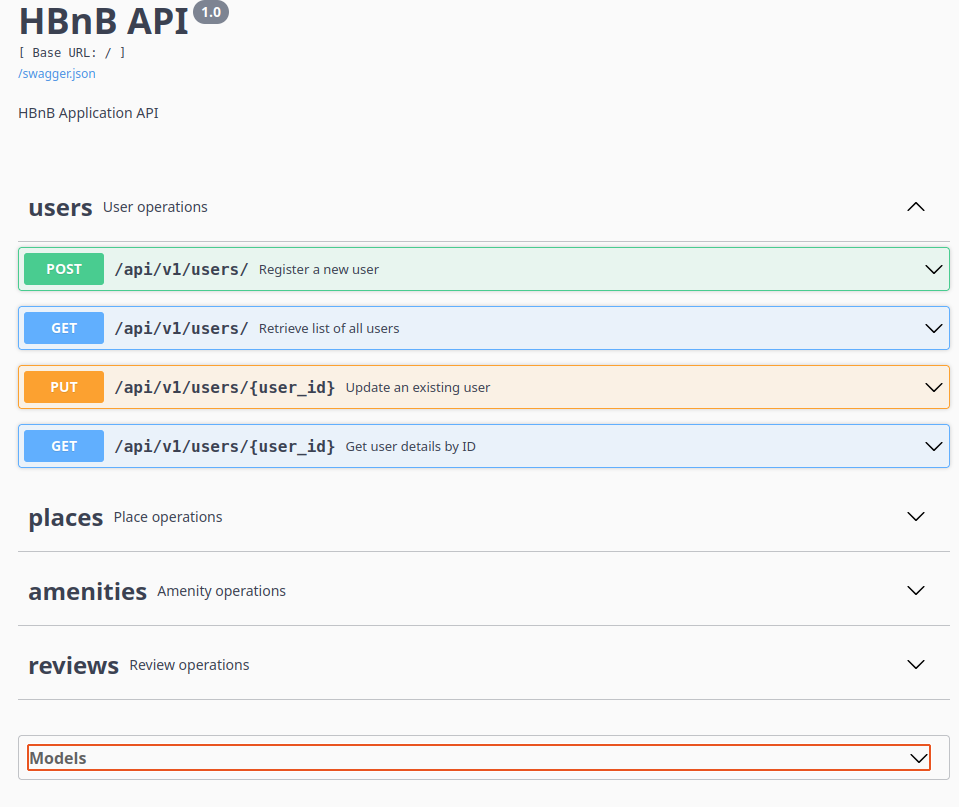 HBnB API 1.0
[ Base URL: / ]
/swagger.json
HBnB Application API
users User operations
POST /api/v1/users/ Register a new user
GET /api/v1/users/ Retrieve list of all users
PUT /api/v1/users/{user_id} Update an existing user
GET /api/v1/users/{user_id} Get user details by ID
places Place operations
amenities Amenity operations
reviews Review operations
Models